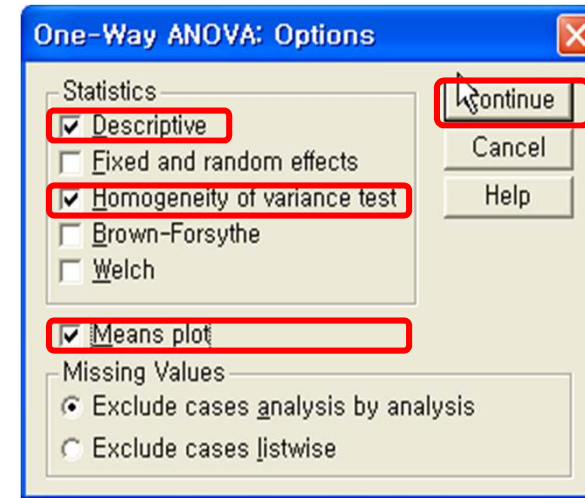 One-Way ANOVA: Options
Statistics
Descriptive
Fixed and random effects
Homogeneity of variance test
Brown-Forsythe
Welch
Means plot
Missing Values
Exclude cases analysis by analysis
Exclude cases listwise
Continue
Cancel
Help